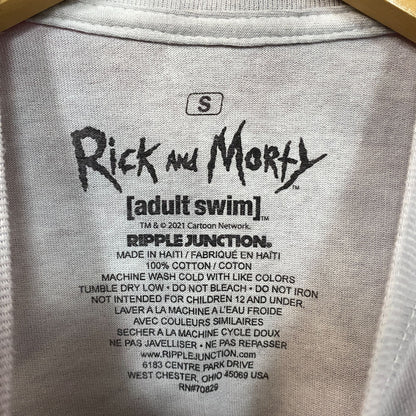 S
RICK AND MORTY™
[adult swim]™
TM & © 2021 Cartoon Network.
RIPPLE JUNCTION®
MADE IN HAITI / FABRIQUÉ EN HAÏTI
100% COTTON / COTON
MACHINE WASH COLD WITH LIKE COLORS
TUMBLE DRY LOW • DO NOT BLEACH • DO NOT IRON
NOT INTENDED FOR CHILDREN 12 AND UNDER.
LAVER A LA MACHINE A L'EAU FROIDE
AVEC COULEURS SIMILAIRES
SECHER A LA MACHINE CYCLE DOUX
NE PAS JAVELLISER • NE PAS REPASSER
www.RIPPLEJUNCTION.com
6183 CENTRE PARK DRIVE
WEST CHESTER, OHIO 45069 USA
RN#70829